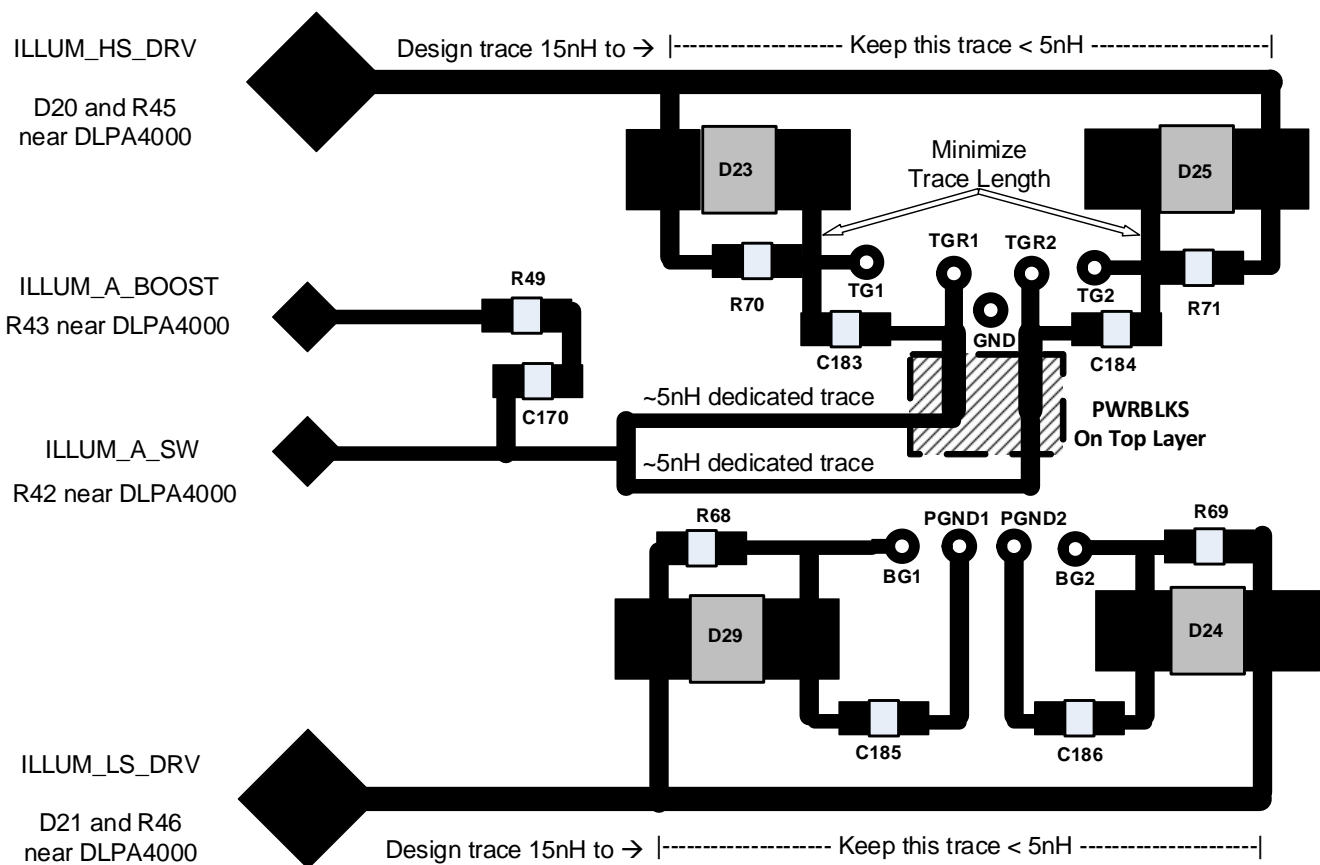 ILLUM_HS_DRV
D20 and R45
near DLPA4000
Design trace 15nH to → |-------------------- Keep this trace < 5nH ---------------------|
D23
Minimize
Trace Length
D25
TGR1
TGR2
TG1
TG2
R70
R71
GND
C183
C184
ILLUM_A_BOOST
R43 near DLPA4000
R49
C170
~5nH dedicated trace
PWRBLKS
On Top Layer
ILLUM_A_SW
R42 near DLPA4000
~5nH dedicated trace
R68
PGND1
PGND2
R69
BG1
BG2
D29
D24
C185
C186
ILLUM_LS_DRV
D21 and R46
near DLPA4000
Design trace 15nH to → |-------------------- Keep this trace < 5nH ---------------------|